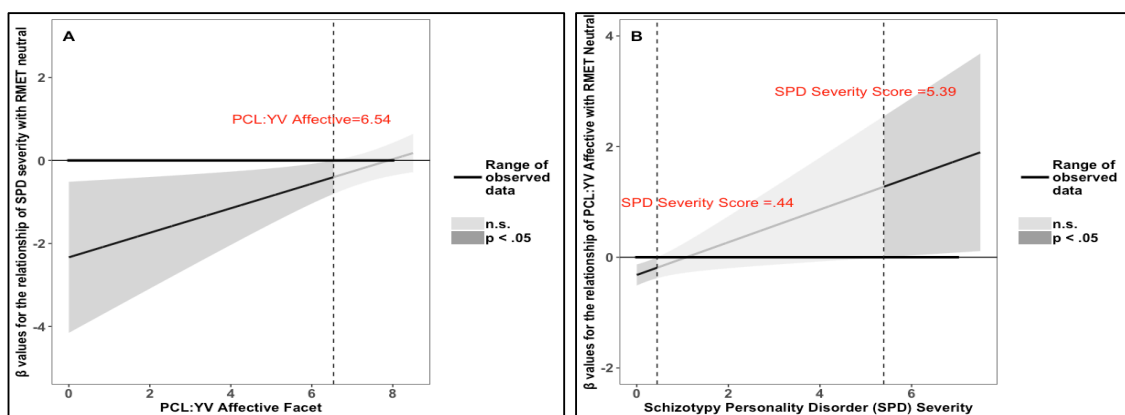 A
β values for the relationship of SPD severity with RMET neutral
2
0
-2
-4
PCL:YV Affective=6.54
0 2 4 6 8
PCL:YV Affective Facet
Range of
observed
data
n.s.
p < .05
B
β values for the relationship of PCL:YV Affective with RMET Neutral
4
2
0
-2
SPD Severity Score =5.39
SPD Severity Score =.44
0 2 4 6
Schizotypy Personality Disorder (SPD) Severity
Range of
observed
data
n.s.
p < .05